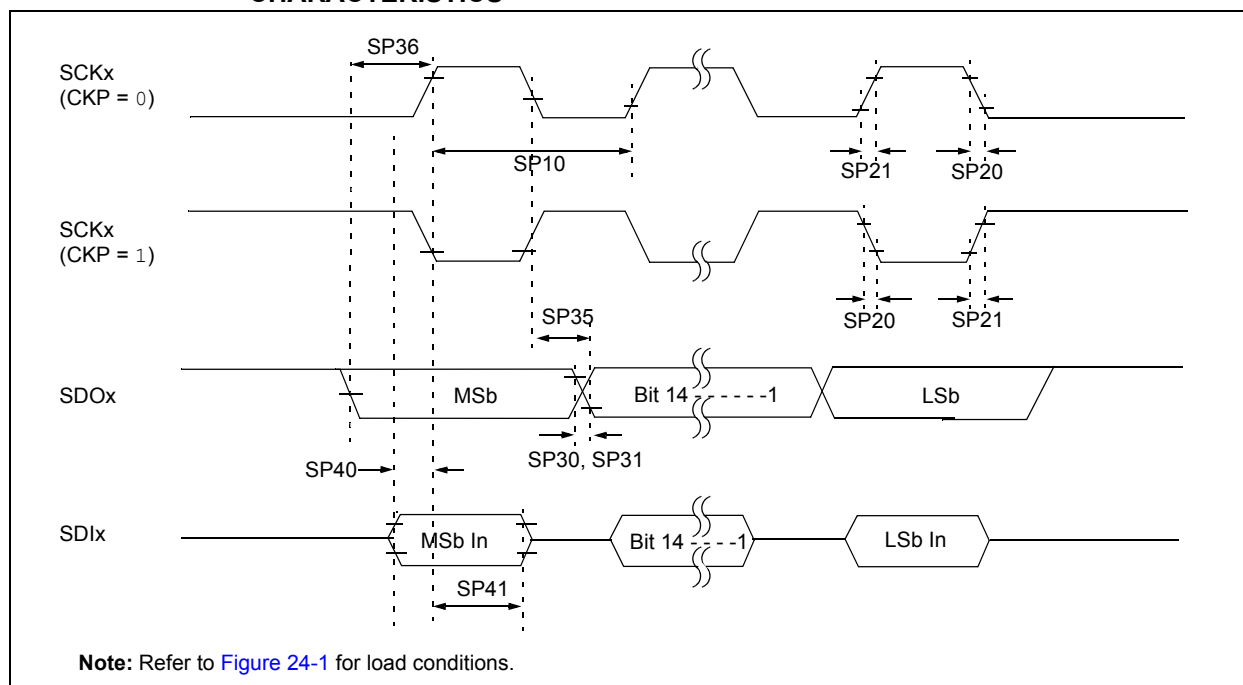 CHARACTERISTICS
SP36
SCKx
(CKP = 0)
SP10
SP21
SP20
SCKx
(CKP = 1)
SP35
SP20
SP21
SDOx
MSb
Bit 14 - - - - - -1
LSb
SP30, SP31
SP40
SDIx
MSb In
Bit 14 - - - -1
LSb In
SP41
Note: Refer to Figure 24-1 for load conditions.